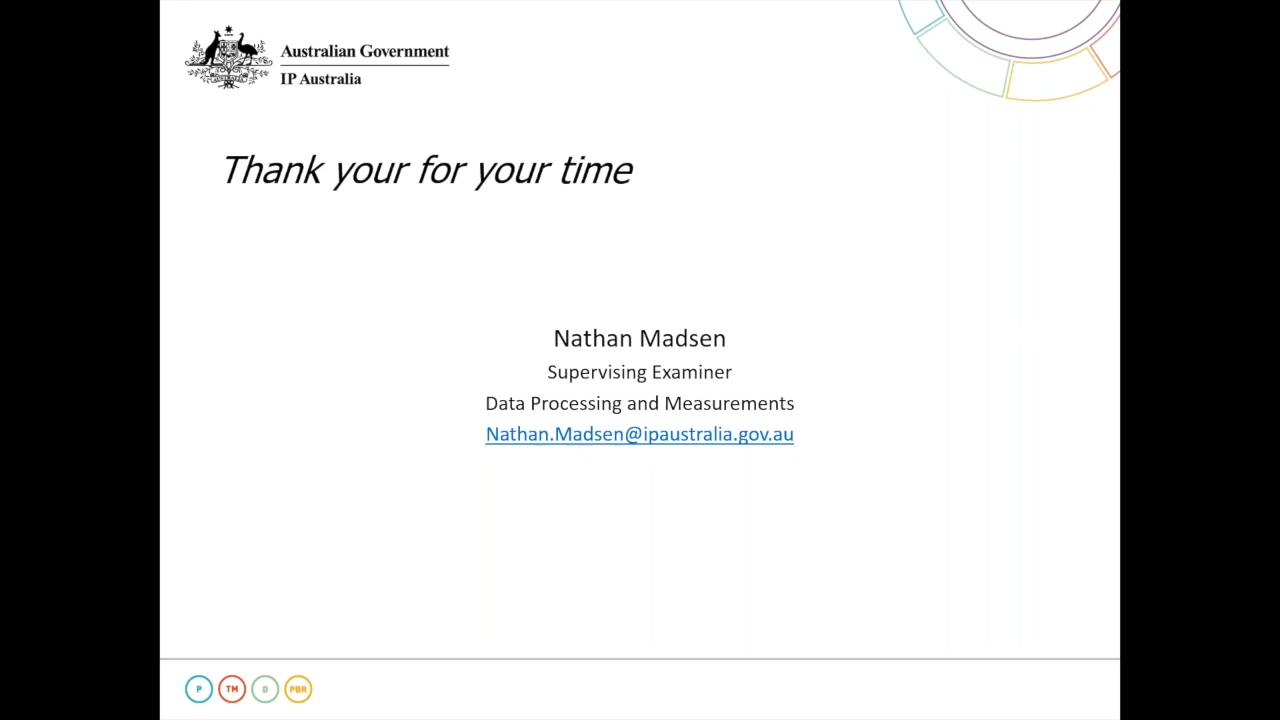 Australian Government
IP Australia
Thank your for your time
Nathan Madsen
Supervising Examiner
Data Processing and Measurements
Nathan.Madsen@ipaustralia.gov.au
P TM D PBR